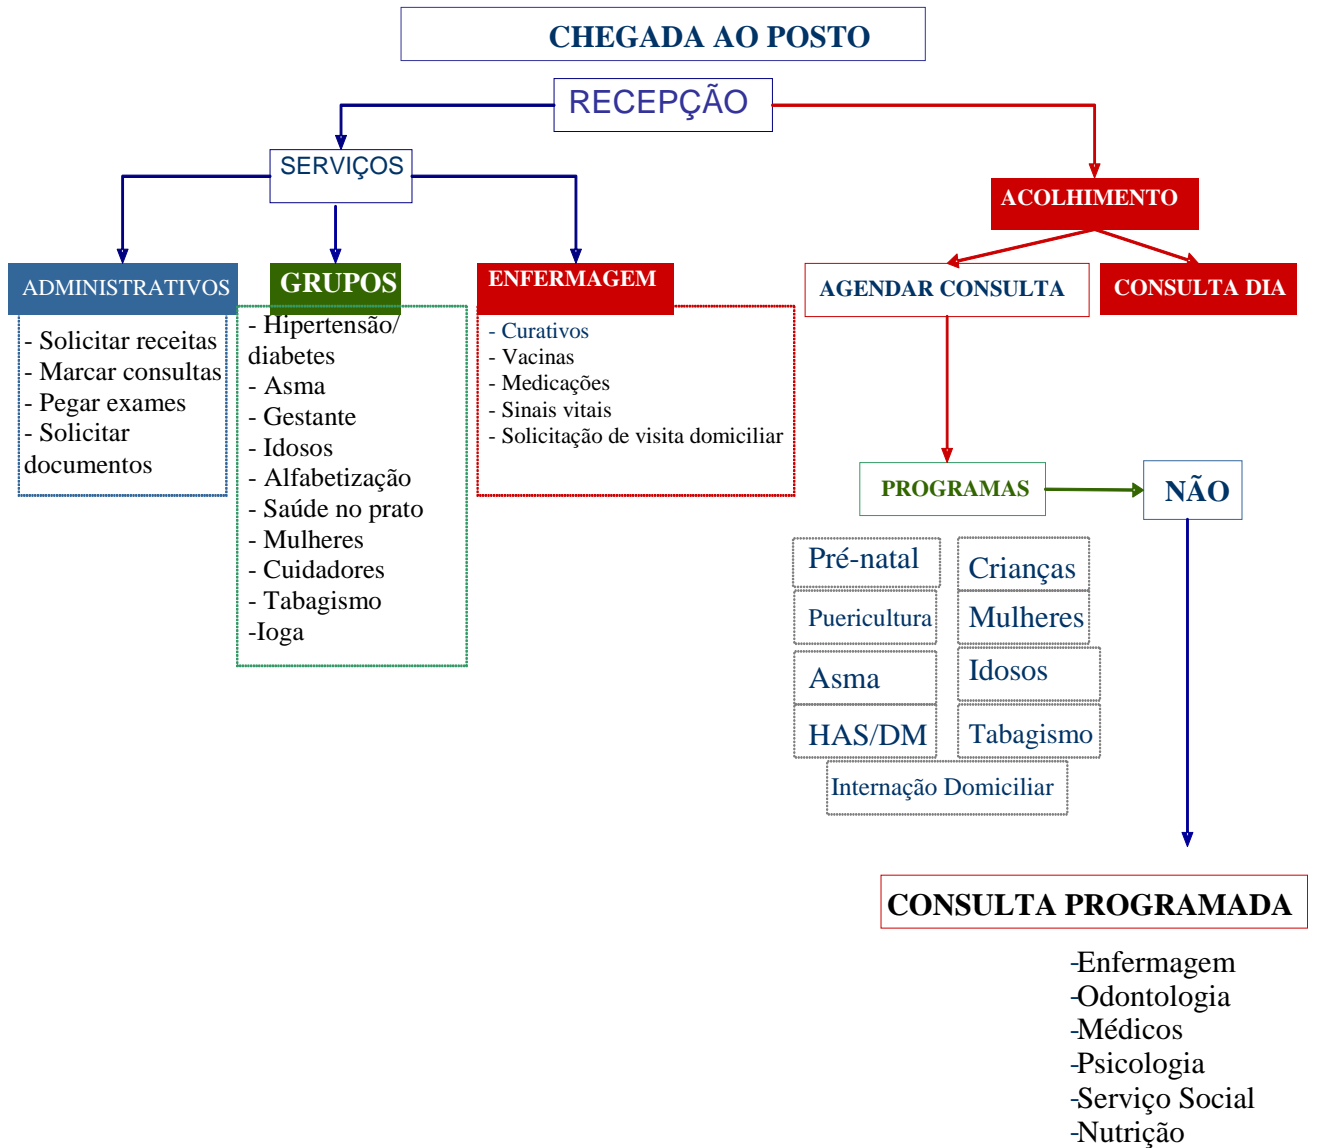 CHEGADA AO POSTO
RECEPÇÃO
SERVIÇOS
ACOLHIMENTO
ADMINISTRATIVOS
- Solicitar receitas
- Marcar consultas
- Pegar exames
- Solicitar
documentos
GRUPOS
- Hipertensão/
diabetes
- Asma
- Gestante
- Idosos
- Alfabetização
- Saúde no prato
- Mulheres
- Cuidadores
- Tabagismo
-Ioga
ENFERMAGEM
- Curativos
- Vacinas
- Medicações
- Sinais vitais
- Solicitação de visita domiciliar
AGENDAR CONSULTA
CONSULTA DIA
PROGRAMAS
NÃO
Pré-natal
Crianças
Puericultura
Mulheres
Asma
Idosos
HAS/DM
Tabagismo
Internação Domiciliar
CONSULTA PROGRAMADA
-Enfermagem
-Odontologia
-Médicos
-Psicologia
-Serviço Social
-Nutrição